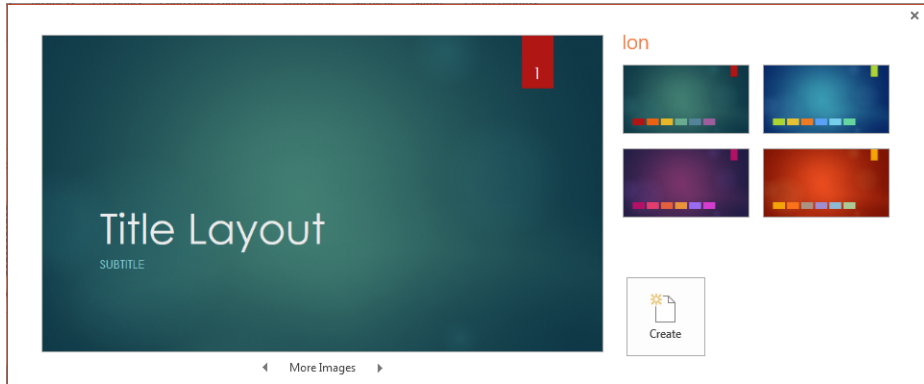 1
Title Layout
SUBTITLE
More Images
Ion
Create